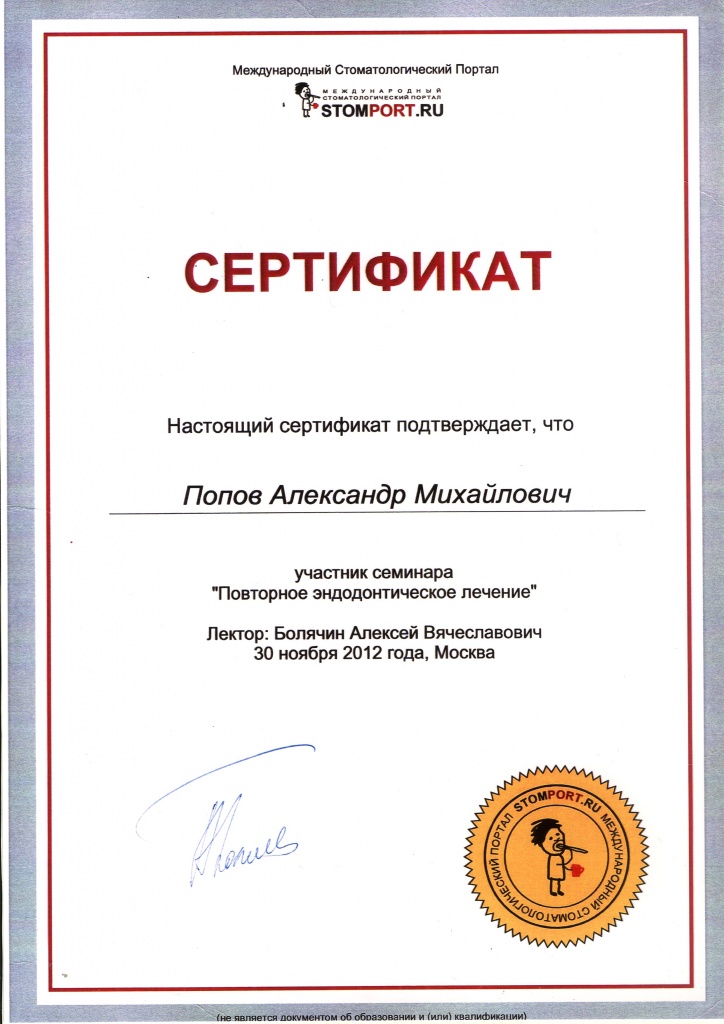 Международный Стоматологический Портал
МЕЖДУНАРОДНЫЙ
СТОМАТОЛОГИЧЕСКИЙ ПОРТАЛ
STOMPORT.RU
СЕРТИФИКАТ
Настоящий сертификат подтверждает, что
Попов Александр Михайлович
участник семинара
"Повторное эндодонтическое лечение"
Лектор: Болячин Алексей Вячеславович
30 ноября 2012 года, Москва
STOMPORT.RU МЕЖДУНАРОДНЫЙ СТОМАТОЛОГИЧЕСКИЙ ПОРТАЛ
(не является документом об образовании и (или) квалификации)